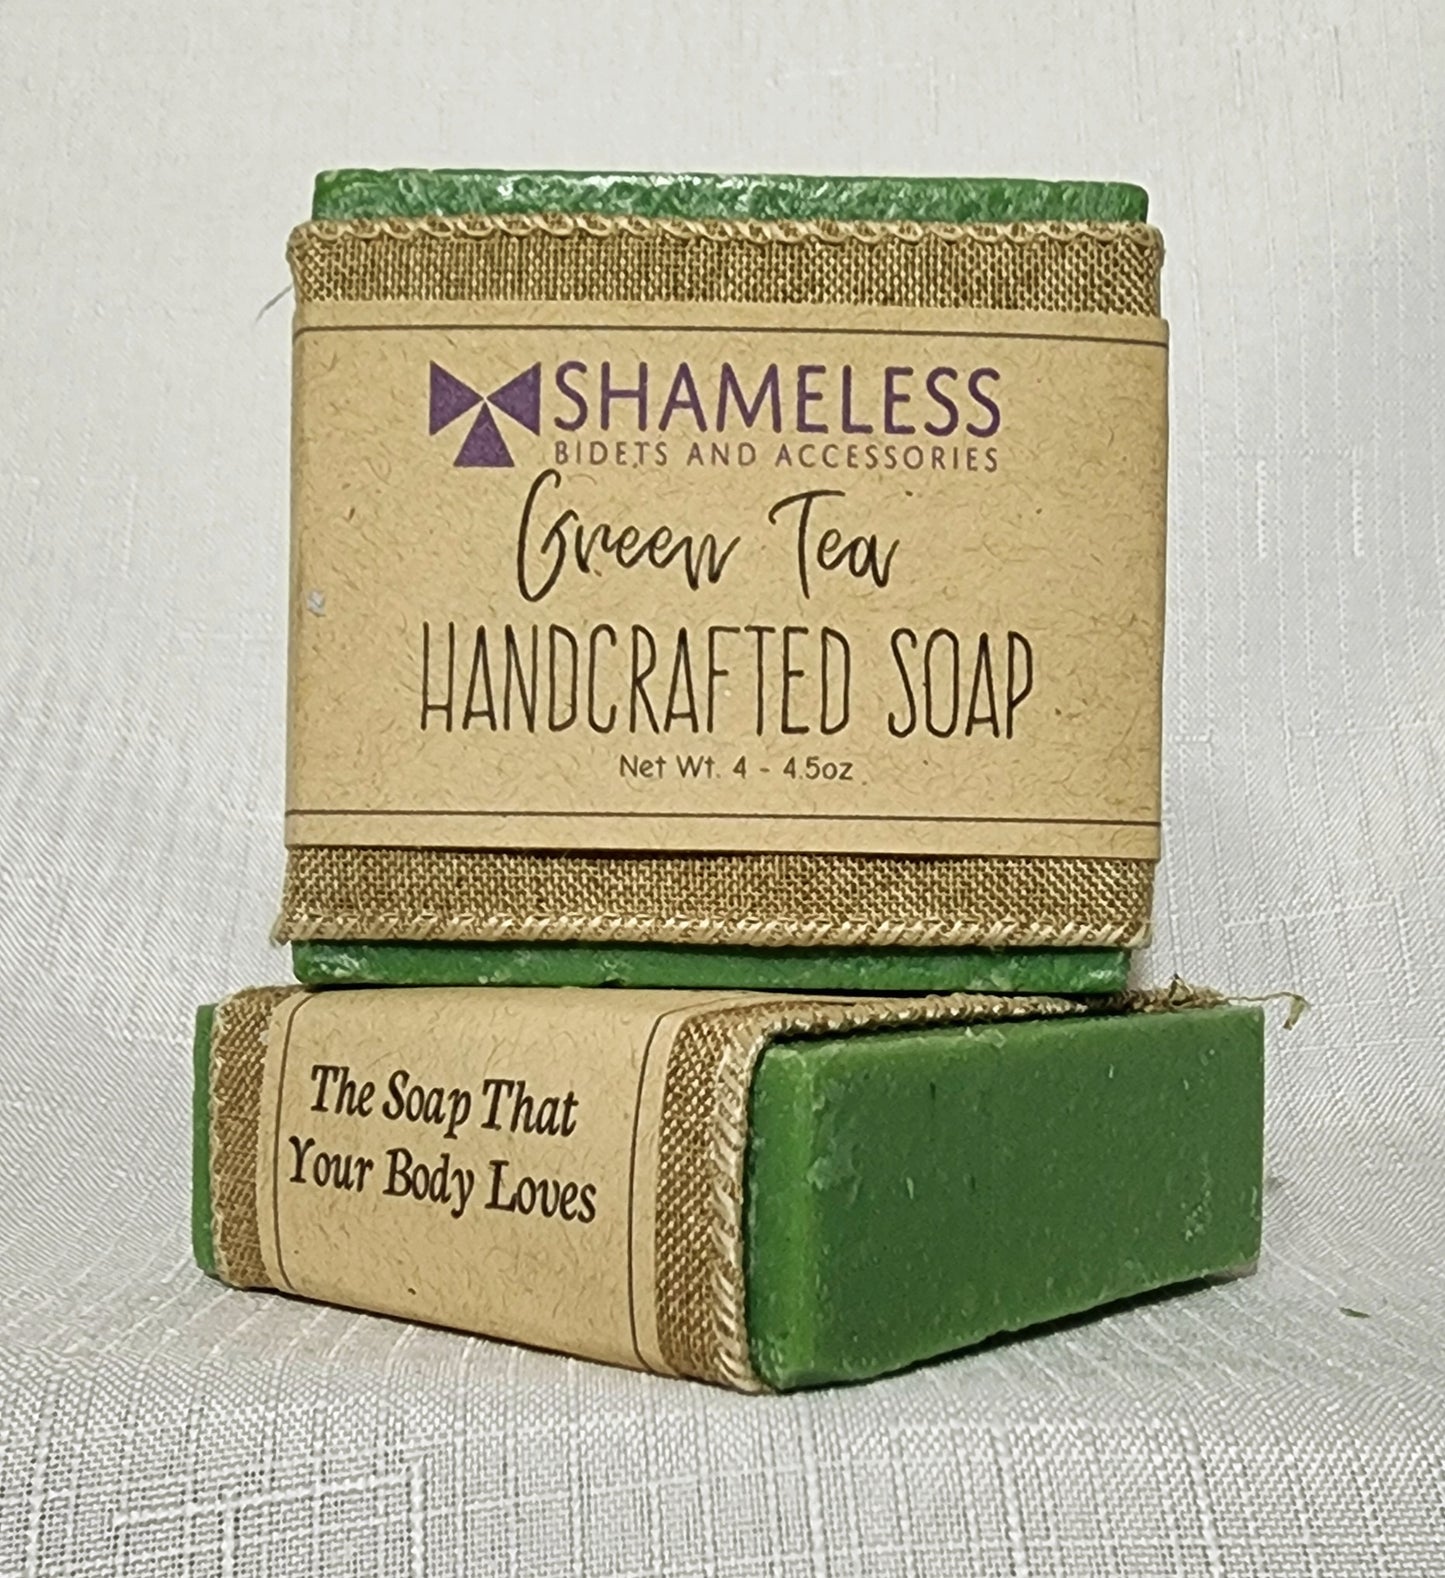 SHAMELESS
BIDETS AND ACCESSORIES
Green Tea
HANDCRAFTED SOAP
Net Wt. 4 - 4.5oz
The Soap That
Your Body Loves